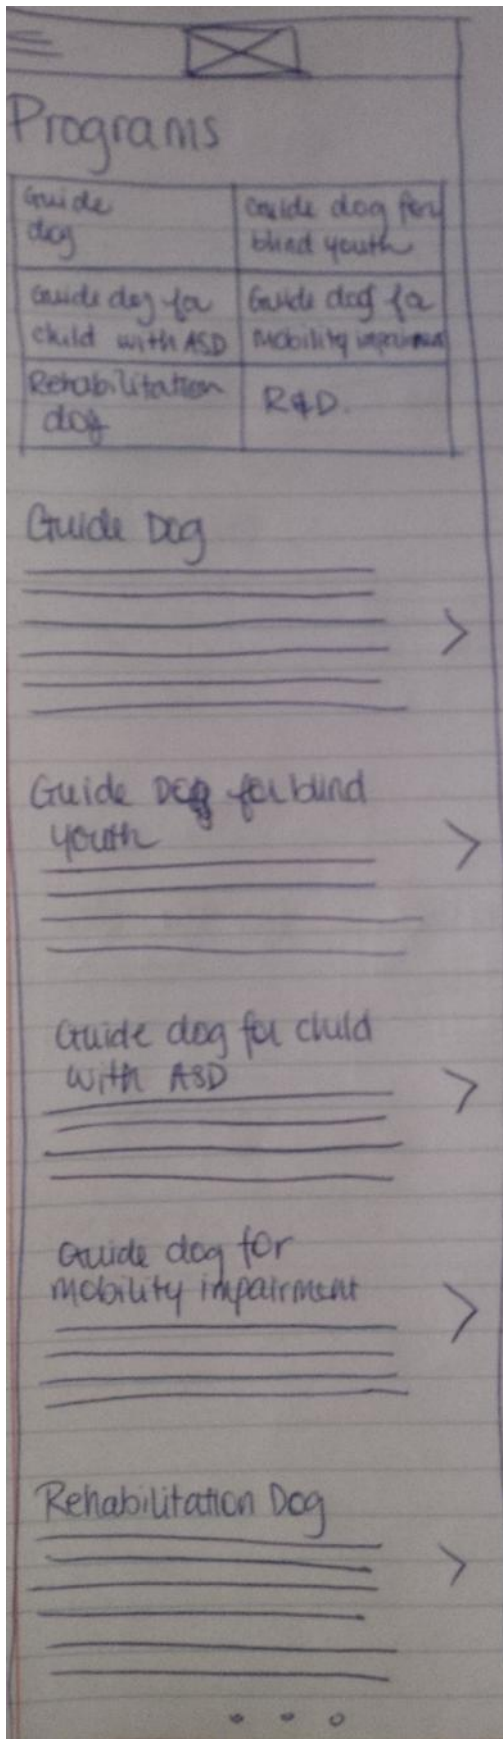 Programs
Guide
dog
Guide dog for
blind youth
Guide dog for
child with ASD
Guide dog for
Mobility impaired
Rehabilitation
dog
R&D.
Guide Dog
Guide Dog for blind
youth
Guide dog for child
with ASD
Guide dog for
mobility impairment
Rehabilitation Dog